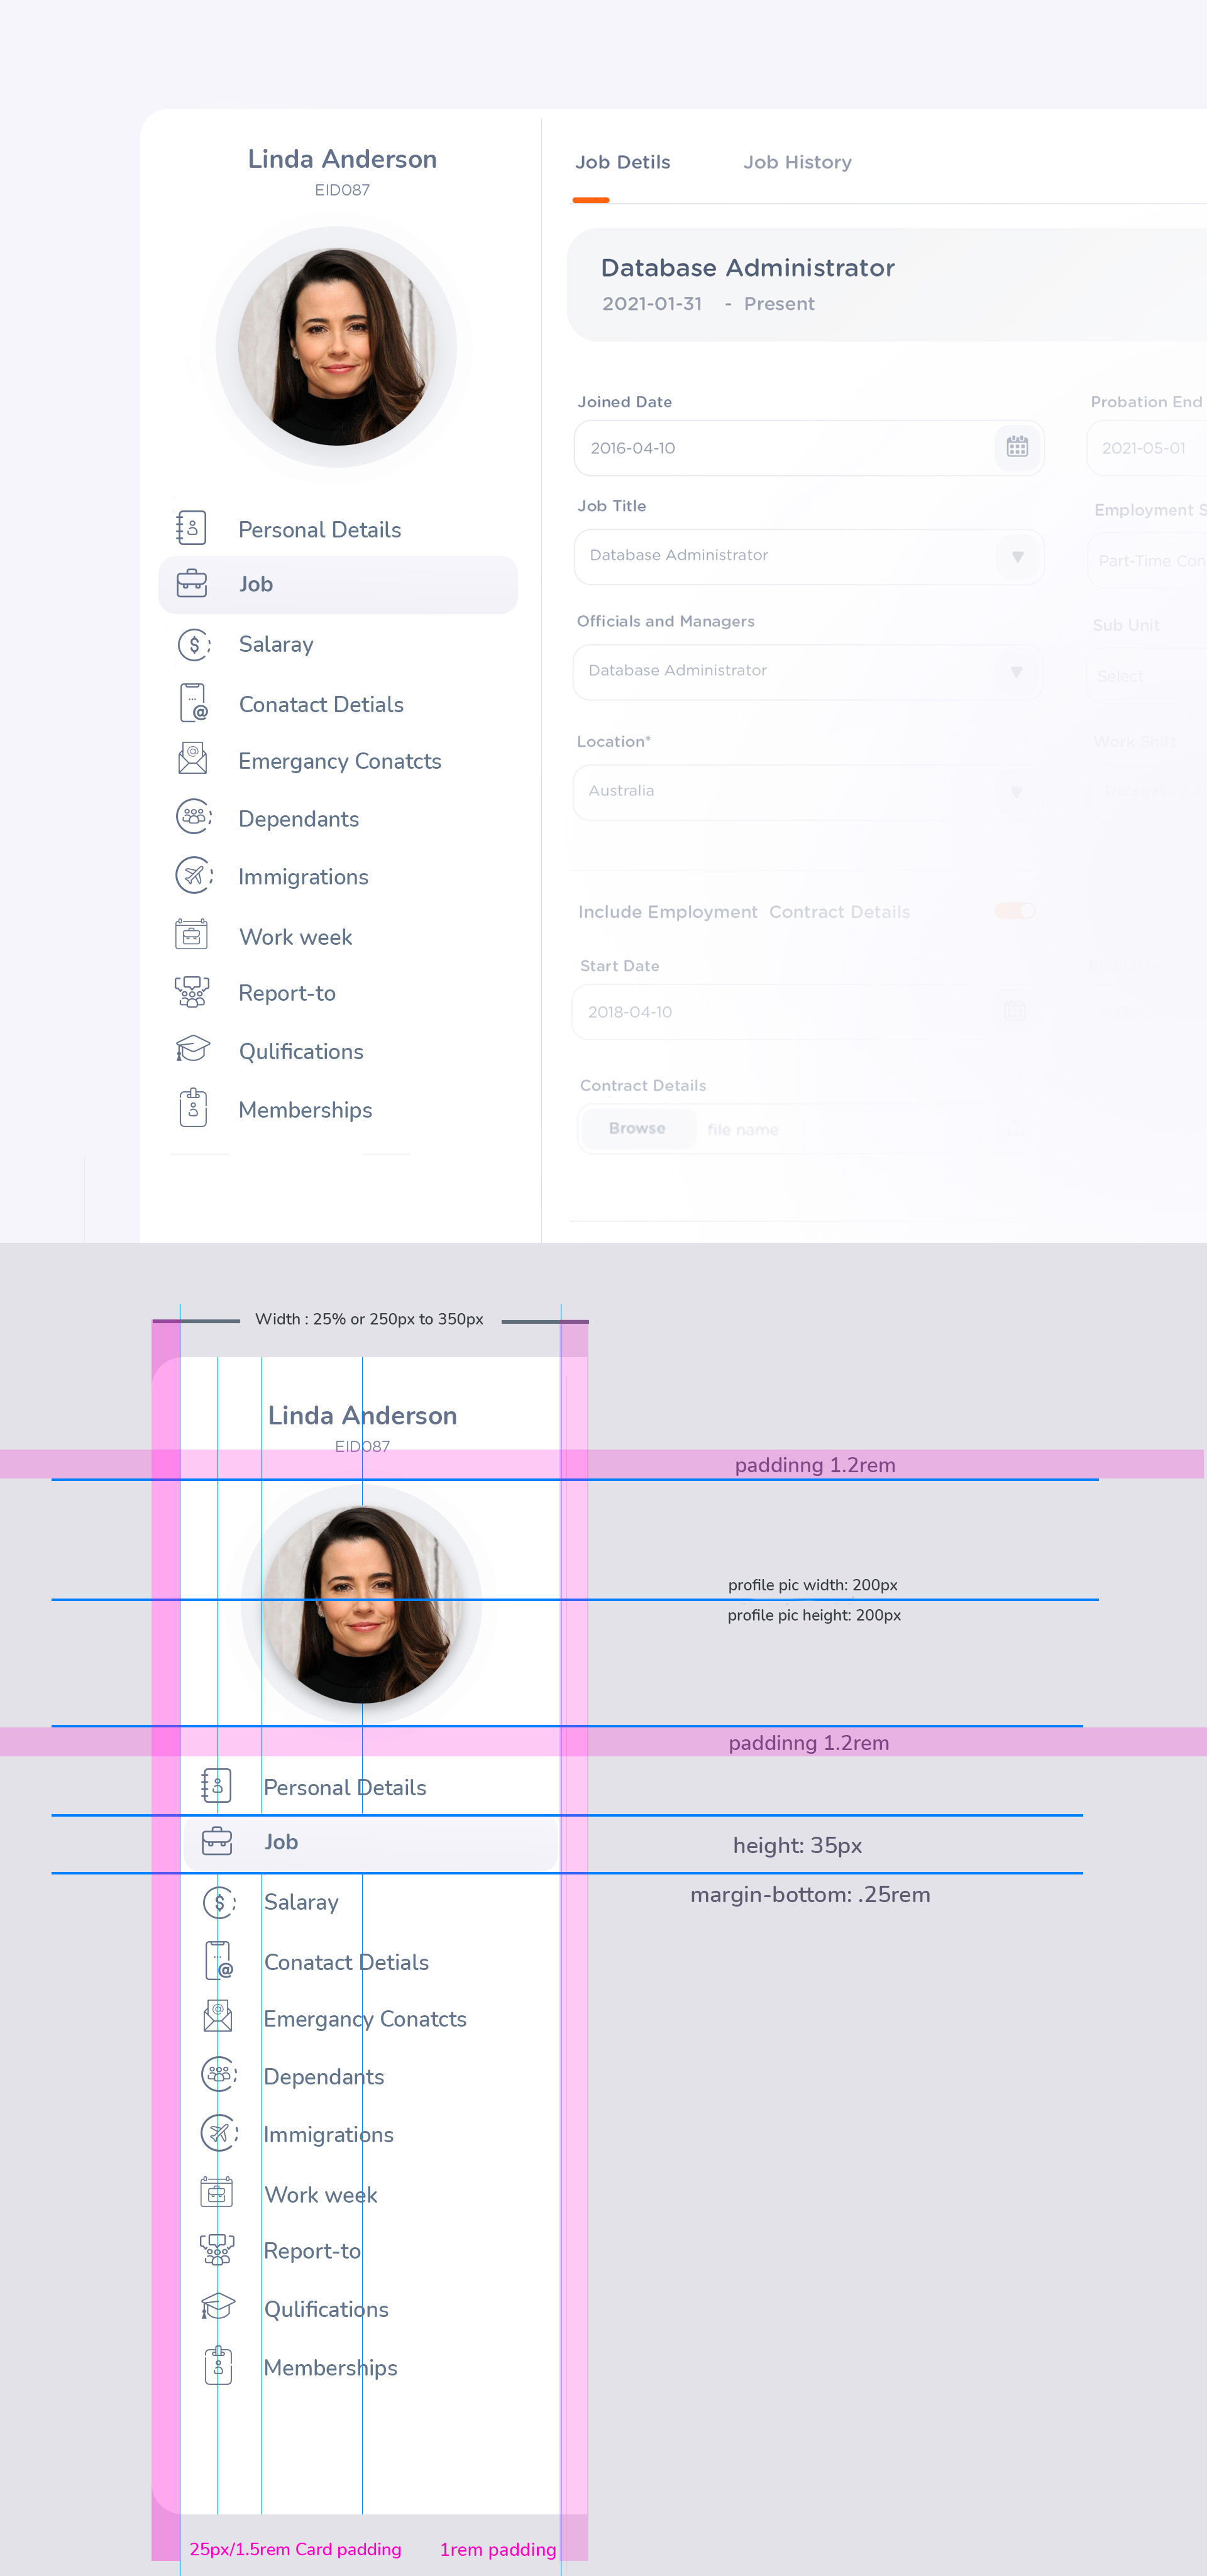 Linda Anderson
EID087
Job Detils
Job History
Database Administrator
2021-01-31 - Present
Personal Details
Job
Salaray
Conatact Detials
Emergancy Conatcts
Dependants
Immigrations
Work week
Report-to
Qulifications
Memberships
Joined Date
2016-04-10
Job Title
Database Administrator
Officials and Managers
Database Administrator
Location*
Australia
Probation End
2021-05-01
Employment S
Part-Time Con
Sub Unit
Select
Work Shift
Include Employment Contract Details
Start Date
2018-04-10
Contract Details
Browse
file name
Width : 25% or 250px to 350px
Linda Anderson
EID087
paddinng 1.2rem
profile pic width: 200px
profile pic height: 200px
paddinng 1.2rem
Personal Details
Job
height: 35px
margin-bottom: .25rem
Salaray
Conatact Detials
Emergancy Conatcts
Dependants
Immigrations
Work week
Report-to
Qulifications
Memberships
25px/1.5rem Card padding
1rem padding